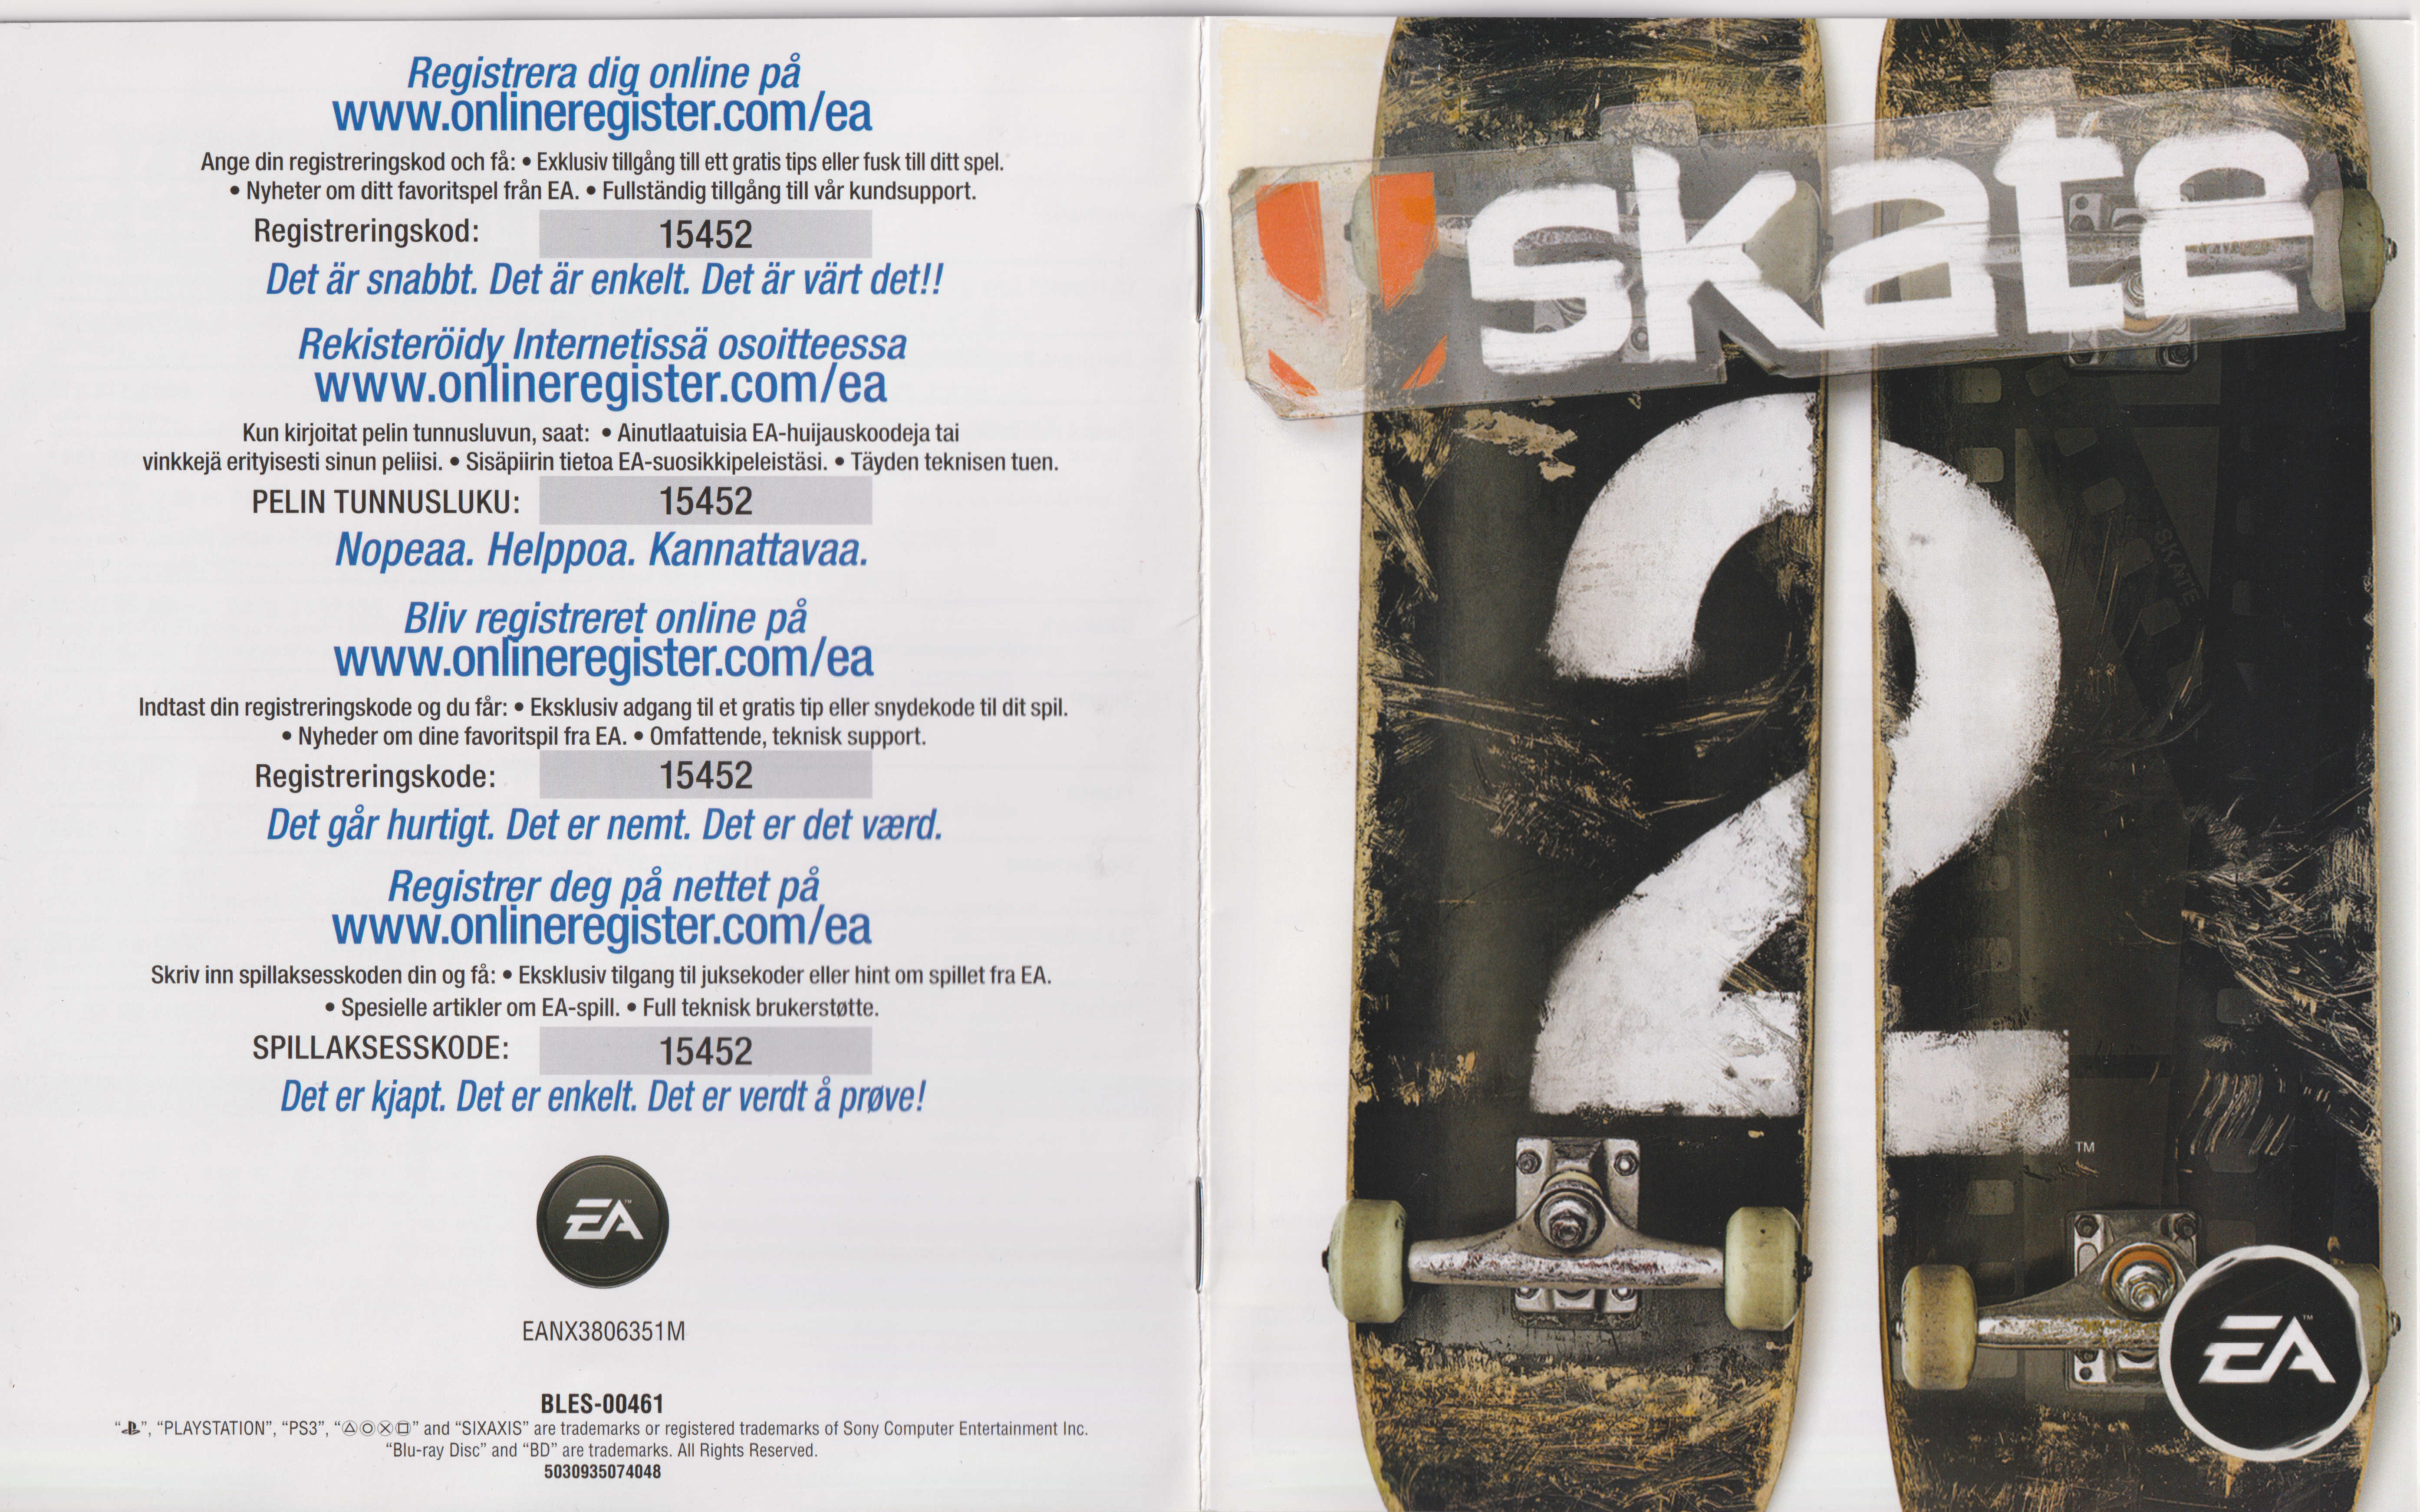 Registrera dig online på
www.onlineregister.com/ea
Ange din registreringskod och få: • Exklusiv tillgång till ett gratis tips eller fusk till ditt spel.
• Nyheter om ditt favoritspel från EA. • Fullständig tillgång till vår kundsupport.
Registreringskod: 15452
Det är snabbt. Det är enkelt. Det är värt det!!
Rekisteröidy Internetissä osoitteessa
www.onlineregister.com/ea
Kun kirjoitat pelin tunnusluvun, saat: • Ainutlaatuisia EA-huijauskoodeja tai
vinkkejä erityisesti sinun peliisi. • Sisäpiirin tietoa EA-suosikkipeleistäsi. • Täyden teknisen tuen.
PELIN TUNNUSLUKU: 15452
Nopeaa. Helppoa. Kannattavaa.
Bliv registreret online på
www.onlineregister.com/ea
Indtast din registreringskode og du får: • Eksklusiv adgang til et gratis tip eller snydekode til dit spil.
• Nyheder om dine favoritspil fra EA. • Omfattende, teknisk support.
Registreringskode: 15452
Det går hurtigt. Det er nemt. Det er det værd.
Registrer deg på nettet på
www.onlineregister.com/ea
Skriv inn spillaksesskoden din og få: • Eksklusiv tilgang til juksekoder eller hint om spillet fra EA.
• Spesielle artikler om EA-spill. • Full teknisk brukerstøtte.
SPILLAKSESSKODE: 15452
Det er kjapt. Det er enkelt. Det er verdt å prøve!
EA™
EANX3806351M
BLES-00461
“PS”, “PLAYSTATION”, “PS3”, “△○✕□” and “SIXAXIS” are trademarks or registered trademarks of Sony Computer Entertainment Inc.
“Blu-ray Disc” and “BD” are trademarks. All Rights Reserved.
5030935074048
skate
2™
SKATE
EA™